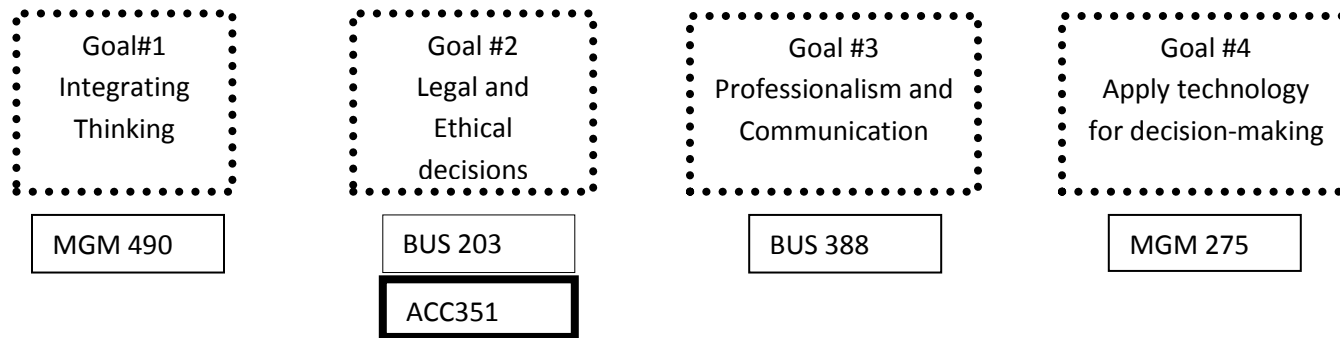 Goal#1
Integrating
Thinking
Goal #2
Legal and
Ethical
decisions
Goal #3
Professionalism and
Communication
Goal #4
Apply technology
for decision-making
MGM 490
BUS 203
BUS 388
MGM 275
ACC351